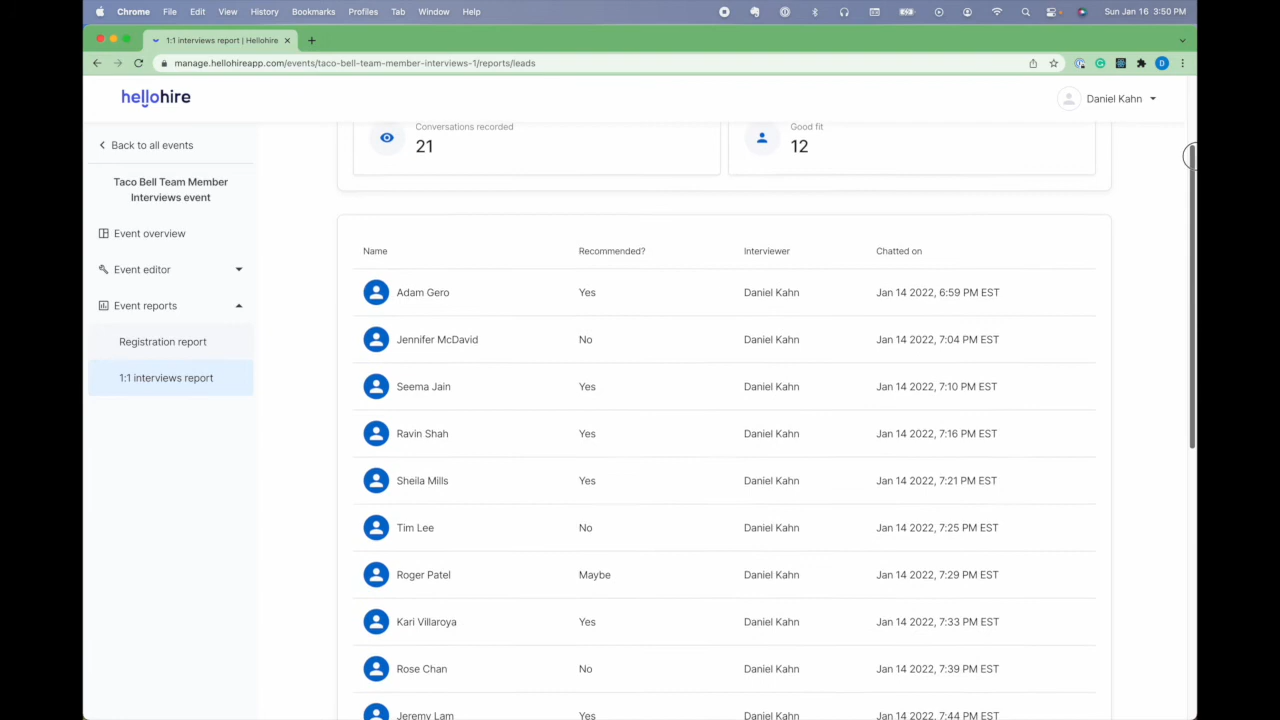 Chrome File Edit View History Bookmarks Profiles Tab Window Help Sun Jan 16 3:50 PM
1:1 interviews report | Hellohire
manage.hellohireapp.com/events/taco-bell-team-member-interviews-1/reports/leads D
hellohire Daniel Kahn
Back to all events
Taco Bell Team Member
Interviews event
Event overview
Event editor
Event reports
Registration report
1:1 interviews report
Conversations recorded
21
Good fit
12
Name Recommended? Interviewer Chatted on
Adam Gero Yes Daniel Kahn Jan 14 2022, 6:59 PM EST
Jennifer McDavid No Daniel Kahn Jan 14 2022, 7:04 PM EST
Seema Jain Yes Daniel Kahn Jan 14 2022, 7:10 PM EST
Ravin Shah Yes Daniel Kahn Jan 14 2022, 7:16 PM EST
Sheila Mills Yes Daniel Kahn Jan 14 2022, 7:21 PM EST
Tim Lee No Daniel Kahn Jan 14 2022, 7:25 PM EST
Roger Patel Maybe Daniel Kahn Jan 14 2022, 7:29 PM EST
Kari Villaroya Yes Daniel Kahn Jan 14 2022, 7:33 PM EST
Rose Chan No Daniel Kahn Jan 14 2022, 7:39 PM EST
Jeremy Lam Yes Daniel Kahn Jan 14 2022, 7:44 PM EST